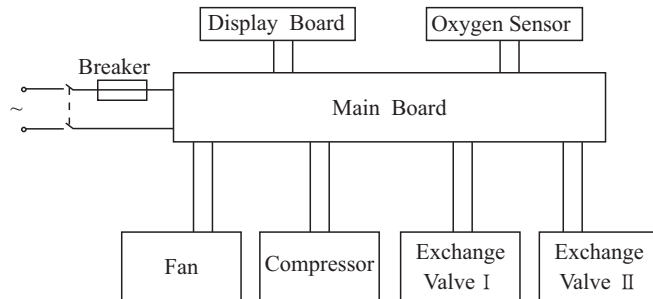 Display Board
Oxygen Sensor
Breaker
~
Main Board
Fan
Compressor
Exchange
Valve Ⅰ
Exchange
Valve Ⅱ